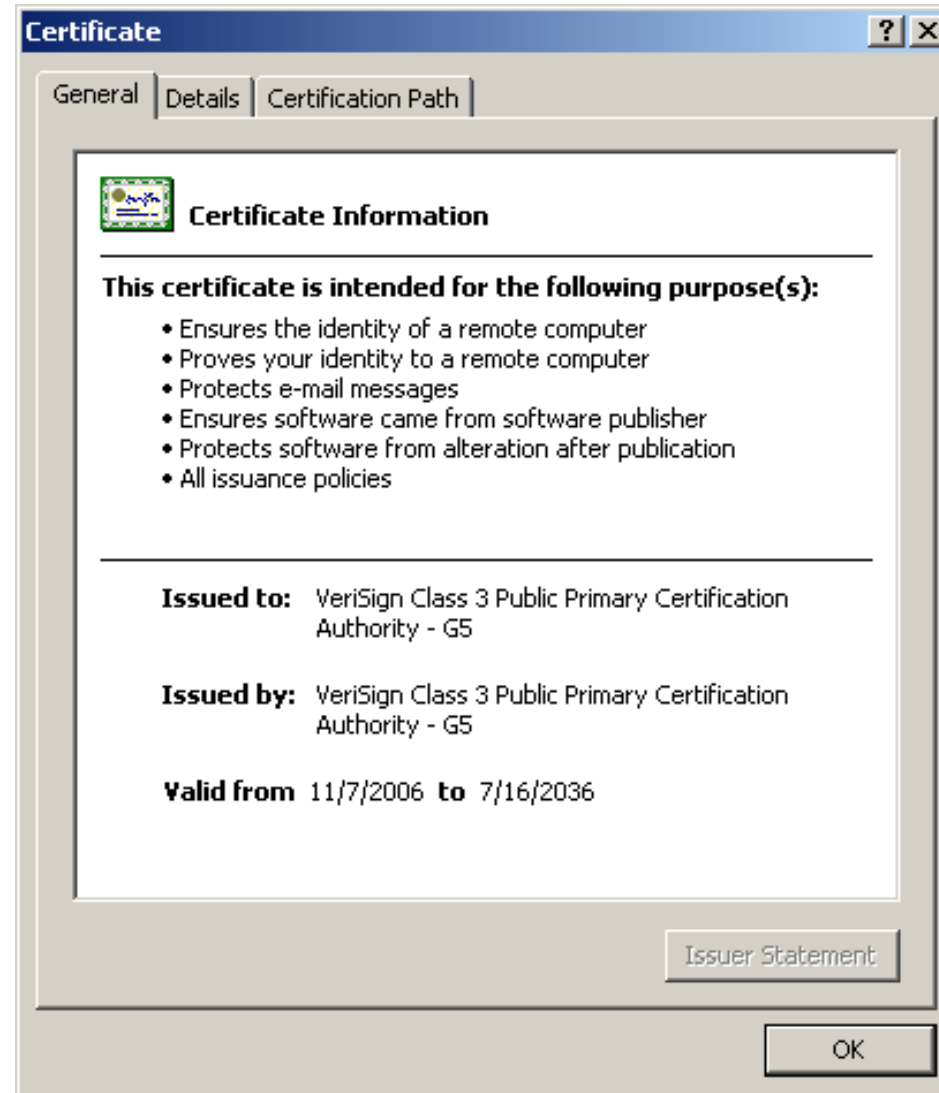 Certificate
General Details Certification Path
Certificate Information
This certificate is intended for the following purpose(s):
• Ensures the identity of a remote computer
• Proves your identity to a remote computer
• Protects e-mail messages
• Ensures software came from software publisher
• Protects software from alteration after publication
• All issuance policies
Issued to: VeriSign Class 3 Public Primary Certification
Authority - G5
Issued by: VeriSign Class 3 Public Primary Certification
Authority - G5
Valid from 11/7/2006 to 7/16/2036
Issuer Statement
OK